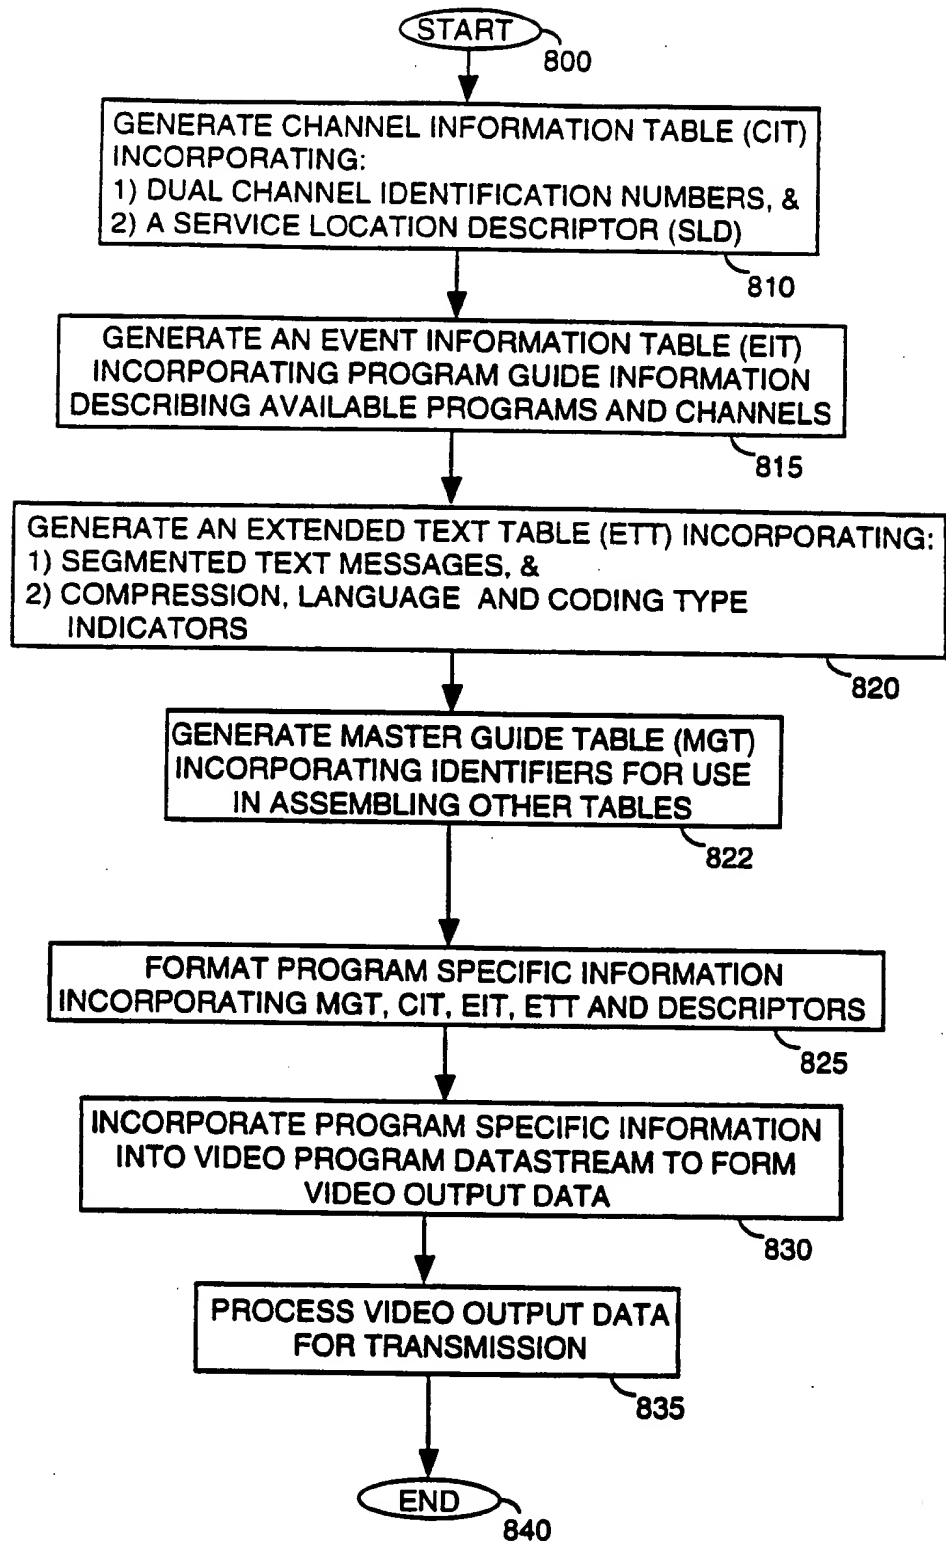 START
800
GENERATE CHANNEL INFORMATION TABLE (CIT)
INCORPORATING:
1) DUAL CHANNEL IDENTIFICATION NUMBERS, &
2) A SERVICE LOCATION DESCRIPTOR (SLD)
810
GENERATE AN EVENT INFORMATION TABLE (EIT)
INCORPORATING PROGRAM GUIDE INFORMATION
DESCRIBING AVAILABLE PROGRAMS AND CHANNELS
815
GENERATE AN EXTENDED TEXT TABLE (ETT) INCORPORATING:
1) SEGMENTED TEXT MESSAGES, &
2) COMPRESSION, LANGUAGE AND CODING TYPE
INDICATORS
820
GENERATE MASTER GUIDE TABLE (MGT)
INCORPORATING IDENTIFIERS FOR USE
IN ASSEMBLING OTHER TABLES
822
FORMAT PROGRAM SPECIFIC INFORMATION
INCORPORATING MGT, CIT, EIT, ETT AND DESCRIPTORS
825
INCORPORATE PROGRAM SPECIFIC INFORMATION
INTO VIDEO PROGRAM DATASTREAM TO FORM
VIDEO OUTPUT DATA
830
PROCESS VIDEO OUTPUT DATA
FOR TRANSMISSION
835
END
840